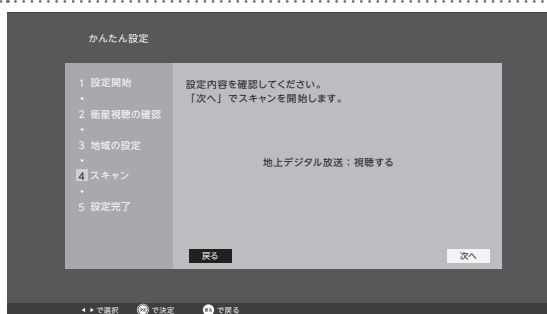 かんたん設定
1 設定開始
2 衛星視聴の確認
3 地域の設定
4 スキャン
5 設定完了
設定内容を確認してください。
「次へ」でスキャンを開始します。
地上デジタル放送：視聴する
戻る
次へ
で選択 で決定 で戻る